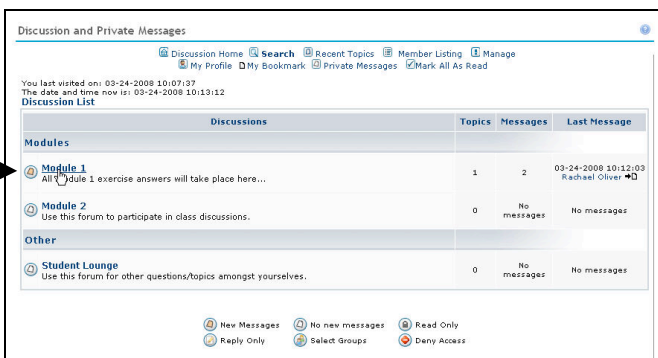 Discussion and Private Messages
Discussion Home Search Recent Topics Member Listing Manage
My Profile My Bookmark Private Messages Mark All As Read
You last visited on: 03-24-2008 10:07:37
The date and time now is: 03-24-2008 10:13:12
Discussion List
Discussions Topics Messages Last Message
Modules
Module 1 1 2 03-24-2008 10:12:03
All Module 1 exercise answers will take place here... Rachael Oliver
Module 2 0 No messages No messages
Use this forum to participate in class discussions.
Other
Student Lounge 0 No messages No messages
Use this forum for other questions/topics amongst yourselves.
New Messages No new messages Read Only
Reply Only Select Groups Deny Access